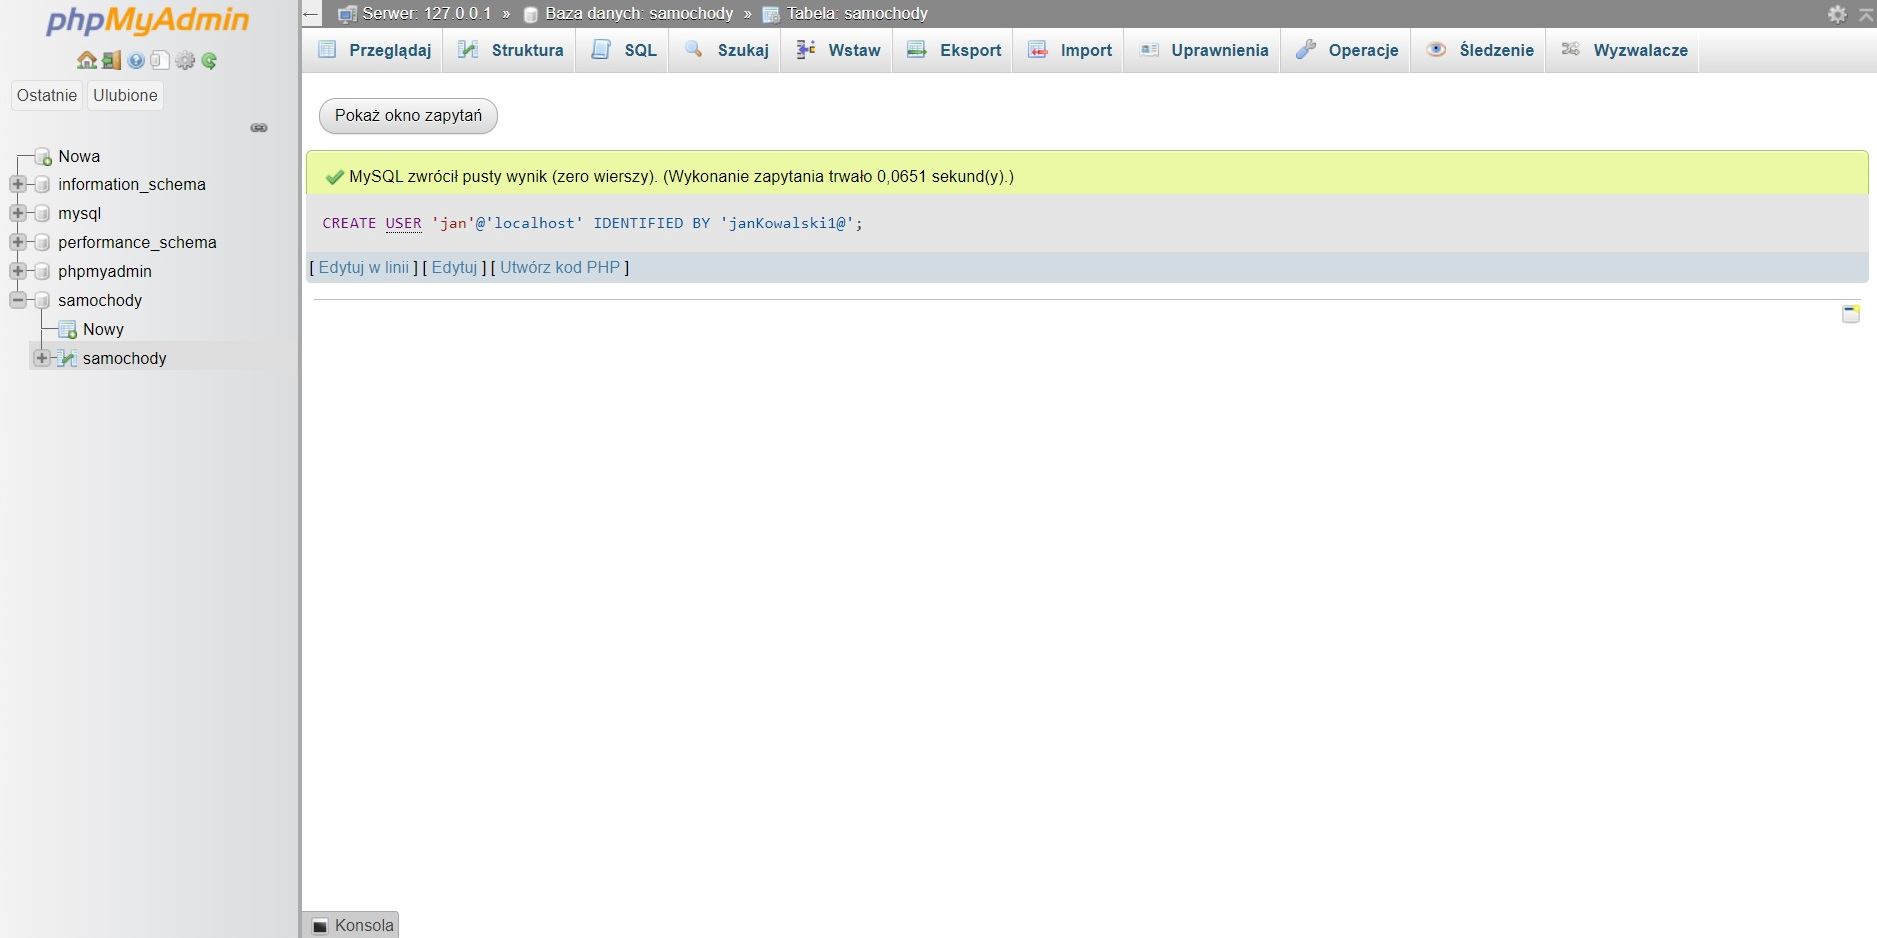 phpMyAdmin
Ostatnie Ulubione
Nowa
information_schema
mysql
performance_schema
phpmyadmin
samochody
Nowy
samochody
Serwer: 127.0.0.1 » Baza danych: samochody » Tabela: samochody
Przeglądaj Struktura SQL Szukaj Wstaw Eksport Import Uprawnienia Operacje Śledzenie Wyzwalacze
Pokaż okno zapytań
MySQL zwrócił pusty wynik (zero wierszy). (Wykonanie zapytania trwało 0,0651 sekund(y).)
CREATE USER 'jan'@'localhost' IDENTIFIED BY 'janKowalski1@';
[ Edytuj w linii ] [ Edytuj ] [ Utwórz kod PHP ]
Konsola